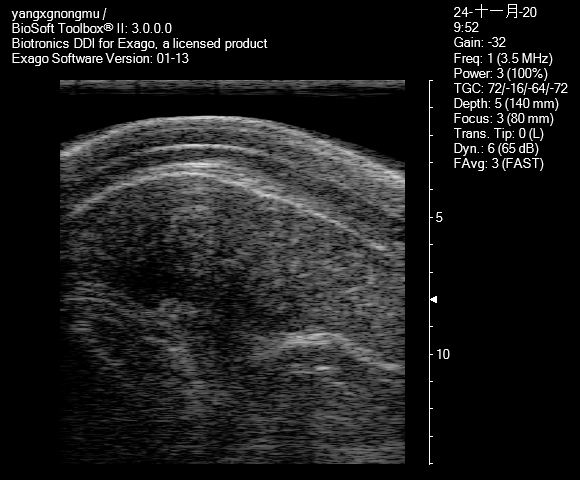 yangxgnongmu /
BioSoft Toolbox® II: 3.0.0.0
Biotronics DDI for Exago, a licensed product
Exago Software Version: 01-13
24-十一月-20
9:52
Gain: -32
Freq: 1 (3.5 MHz)
Power: 3 (100%)
TGC: 72/-16/-64/-72
Depth: 5 (140 mm)
Focus: 3 (80 mm)
Trans. Tip: 0 (L)
Dyn.: 6 (65 dB)
FAvg: 3 (FAST)
5
10